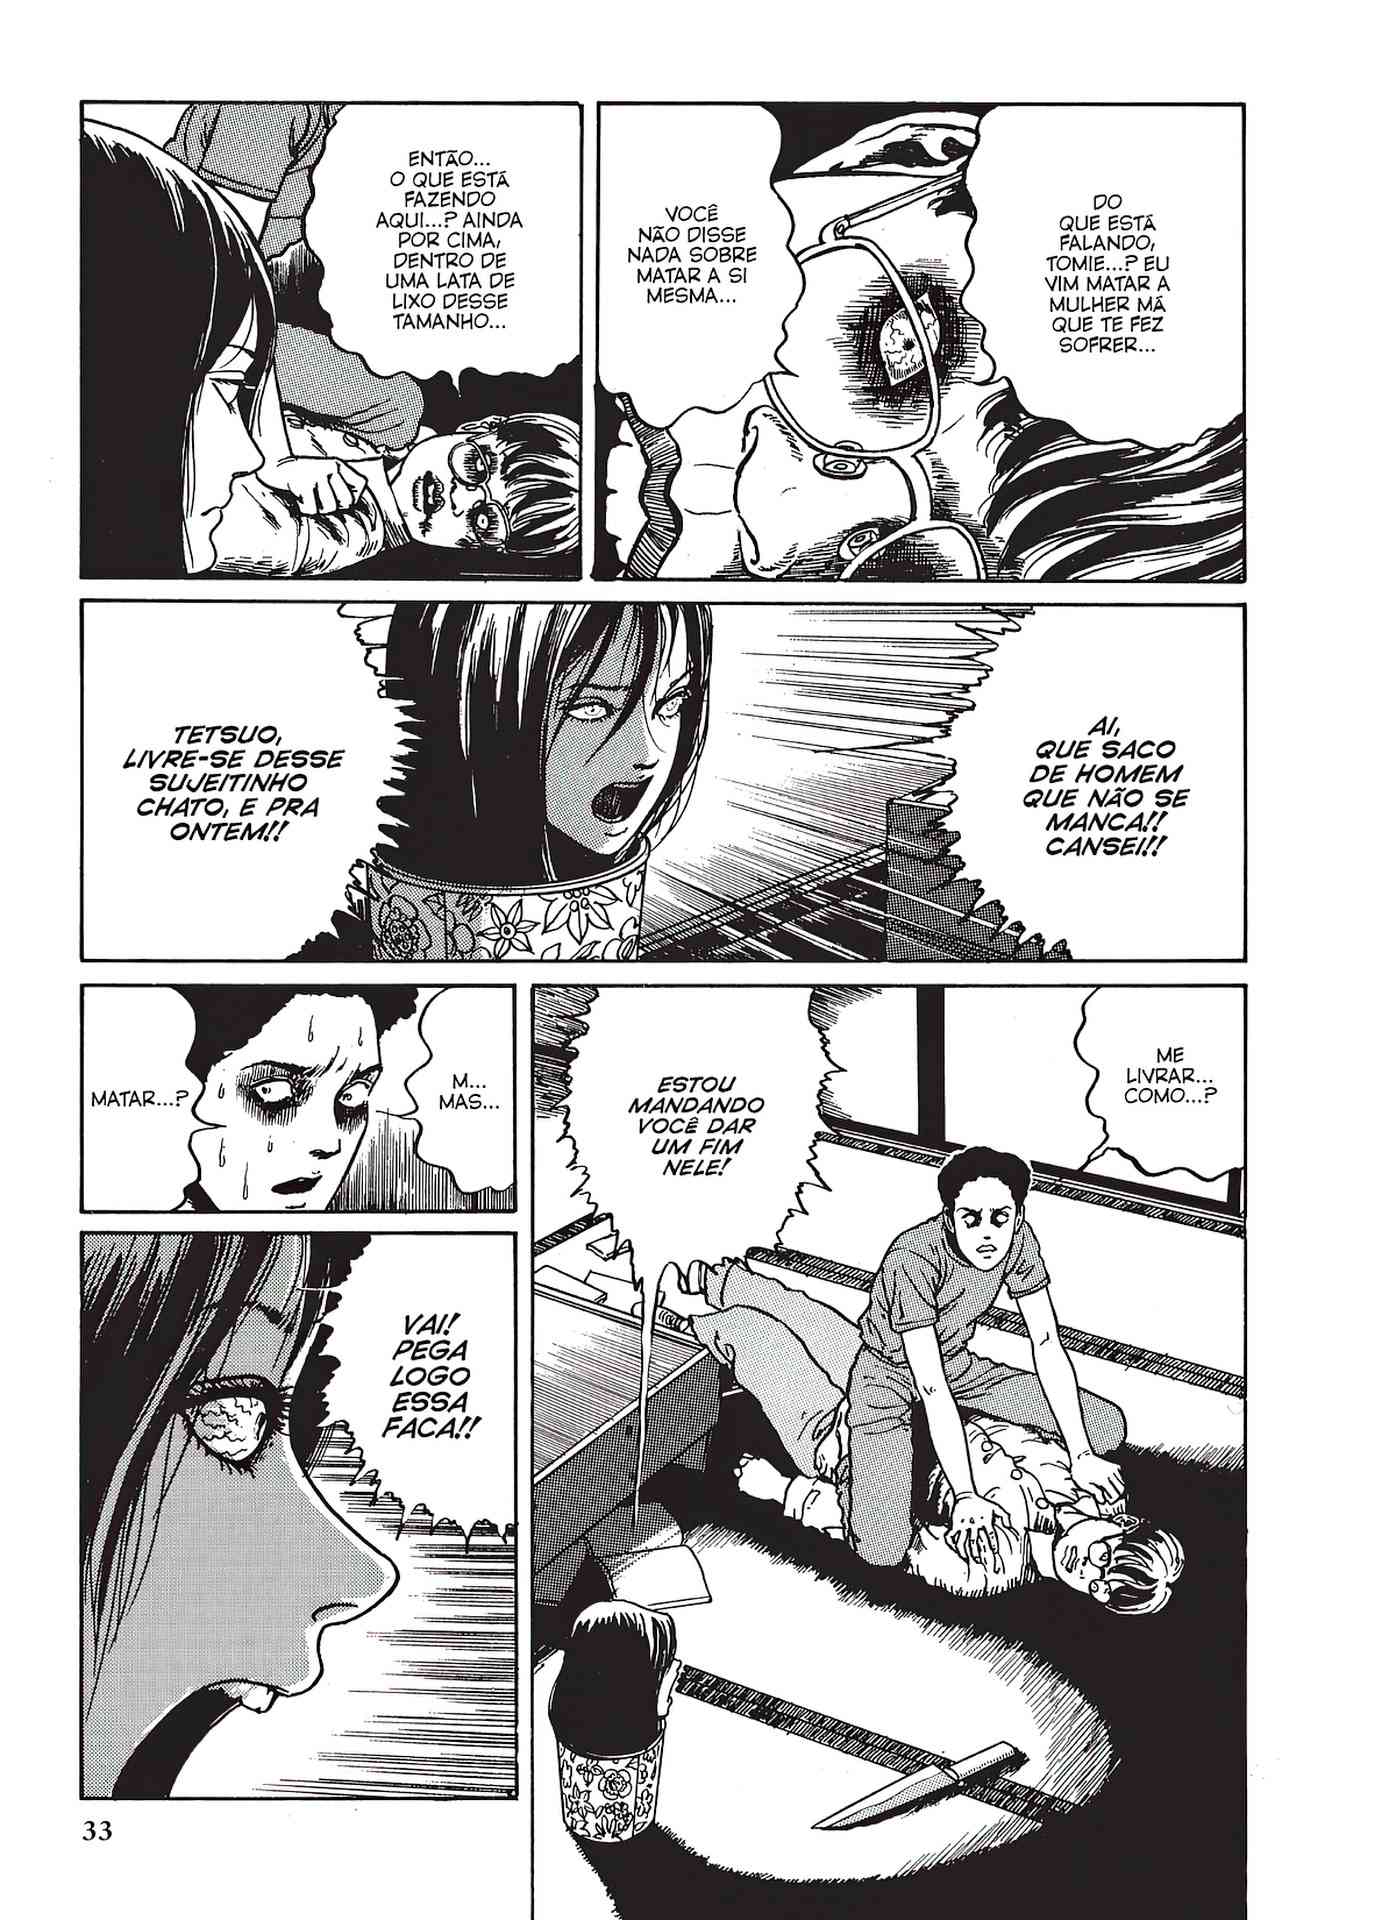 DO
QUE ESTÁ
FALANDO,
TOMIE...? EU
VIM MATAR A
MULHER MÁ
QUE TE FEZ
SOFRER...
VOCÊ
NÃO DISSE
NADA SOBRE
MATAR A SI
MESMA...
ENTÃO...
O QUE ESTÁ
FAZENDO
AQUI...? AINDA
POR CIMA,
DENTRO DE
UMA LATA DE
LIXO DESSE
TAMANHO...
AI,
QUE SACO
DE HOMEM
QUE NÃO SE
MANCA!!
CANSEI!!
TETSUO,
LIVRE-SE DESSE
SUJEITINHO
CHATO, E PRA
ONTEM!!
ME
LIVRAR...
COMO...?
ESTOU
MANDANDO
VOCÊ DAR
UM FIM
NELE!
M...
MAS...
MATAR...?
VAI!
PEGA
LOGO
ESSA
FACA!!
33